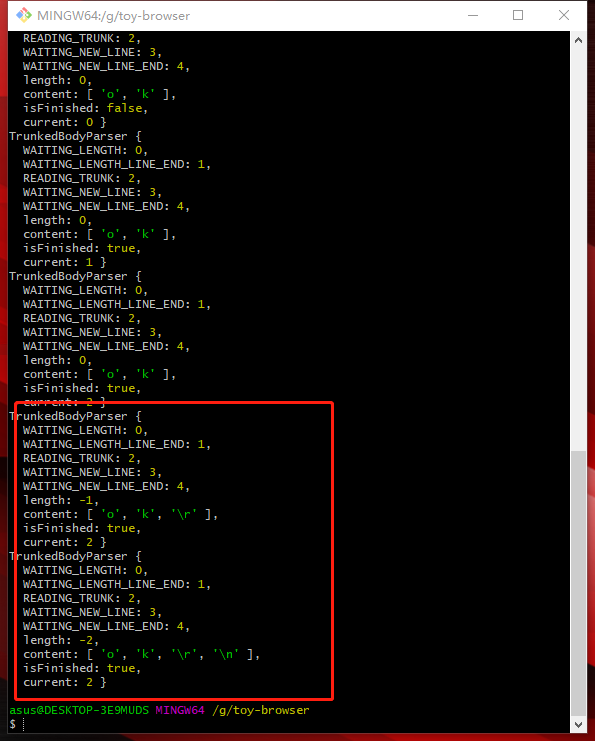 MINGW64:/g/toy-browser
READING_TRUNK: 2,
WAITING_NEW_LINE: 3,
WAITING_NEW_LINE_END: 4,
length: 0,
content: [ 'o', 'k' ],
isFinished: false,
current: 0 }
TrunkedBodyParser {
WAITING_LENGTH: 0,
WAITING_LENGTH_LINE_END: 1,
READING_TRUNK: 2,
WAITING_NEW_LINE: 3,
WAITING_NEW_LINE_END: 4,
length: 0,
content: [ 'o', 'k' ],
isFinished: true,
current: 1 }
TrunkedBodyParser {
WAITING_LENGTH: 0,
WAITING_LENGTH_LINE_END: 1,
READING_TRUNK: 2,
WAITING_NEW_LINE: 3,
WAITING_NEW_LINE_END: 4,
length: 0,
content: [ 'o', 'k' ],
isFinished: true,
current: 2 }
TrunkedBodyParser {
WAITING_LENGTH: 0,
WAITING_LENGTH_LINE_END: 1,
READING_TRUNK: 2,
WAITING_NEW_LINE: 3,
WAITING_NEW_LINE_END: 4,
length: -1,
content: [ 'o', 'k', '\r' ],
isFinished: true,
current: 2 }
TrunkedBodyParser {
WAITING_LENGTH: 0,
WAITING_LENGTH_LINE_END: 1,
READING_TRUNK: 2,
WAITING_NEW_LINE: 3,
WAITING_NEW_LINE_END: 4,
length: -2,
content: [ 'o', 'k', '\r', '\n' ],
isFinished: true,
current: 2 }
asus@DESKTOP-3E9MUDS MINGW64 /g/toy-browser
$